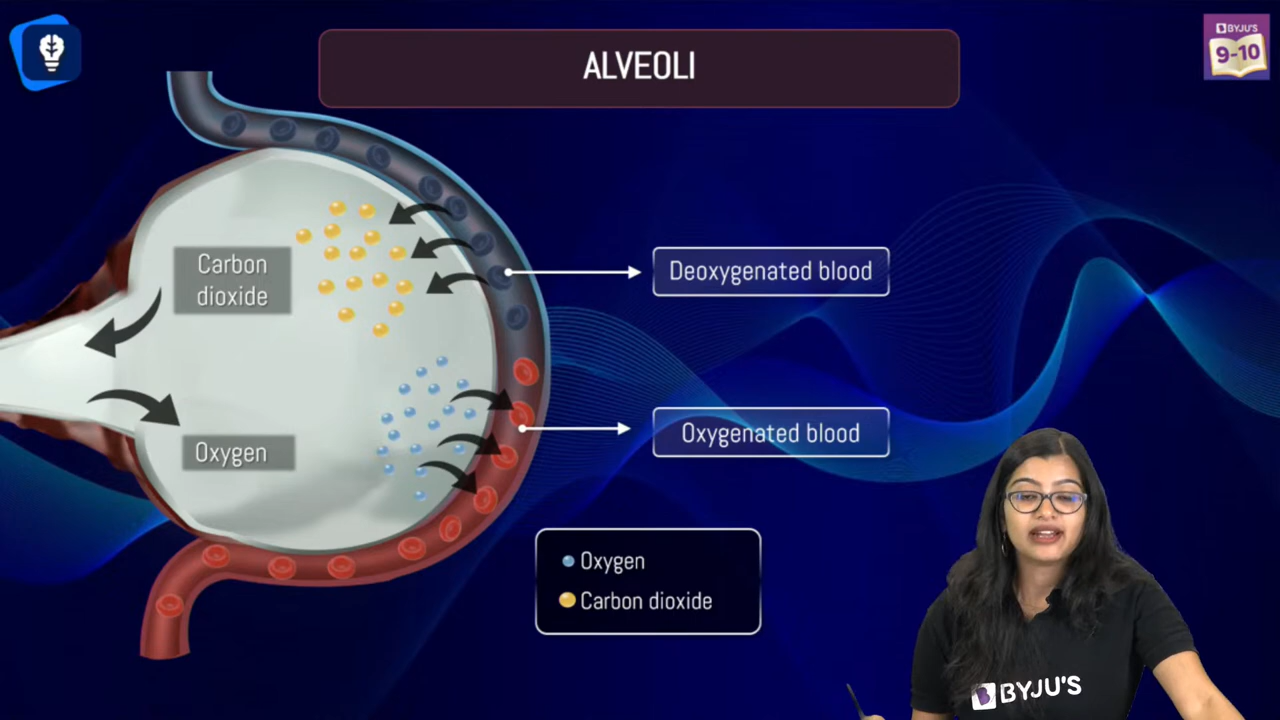 BYJU'S
9-10
ALVEOLI
Carbon
dioxide
Deoxygenated blood
Oxygenated blood
Oxygen
Oxygen
Carbon dioxide
BYJU'S